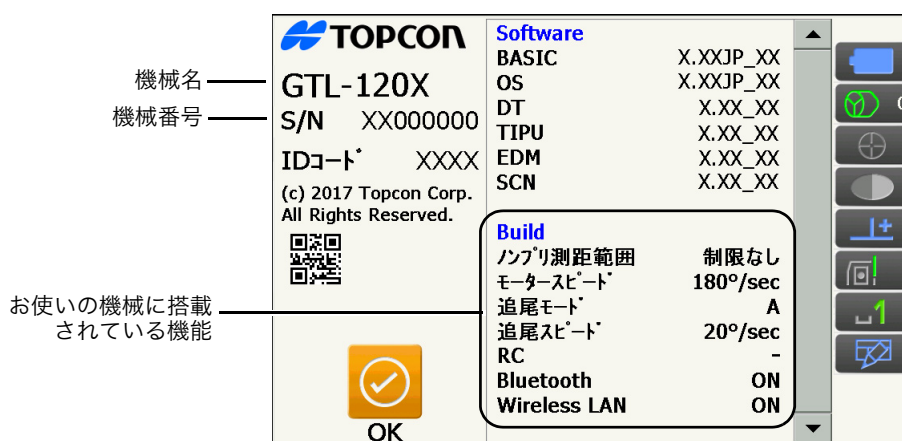 TOPCON
機械名
GTL-120X
機械番号
S/N XX000000
IDｺｰﾄﾞ XXXX
(c) 2017 Topcon Corp.
All Rights Reserved.
お使いの機械に搭載
されている機能
OK
Software
BASIC X.XXJP_XX
OS X.XXJP_XX
DT X.XX_XX
TIPU X.XX_XX
EDM X.XX_XX
SCN X.XX_XX
Build
ﾉﾝﾌﾟﾘ測距範囲 制限なし
ﾓｰﾀｰｽﾋﾟｰﾄﾞ 180°/sec
追尾ﾓｰﾄﾞ A
追尾ｽﾋﾟｰﾄﾞ 20°/sec
RC -
Bluetooth ON
Wireless LAN ON
1